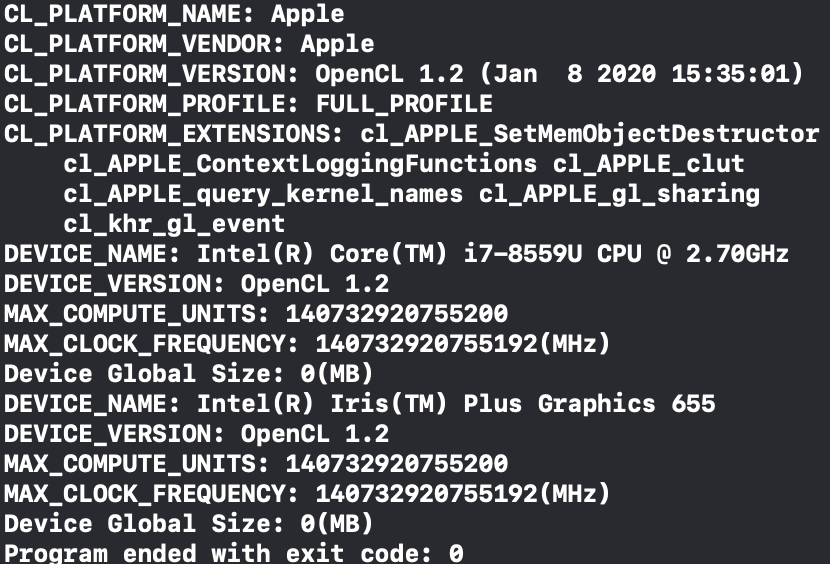 CL_PLATFORM_NAME: Apple
CL_PLATFORM_VENDOR: Apple
CL_PLATFORM_VERSION: OpenCL 1.2 (Jan  8 2020 15:35:01)
CL_PLATFORM_PROFILE: FULL_PROFILE
CL_PLATFORM_EXTENSIONS: cl_APPLE_SetMemObjectDestructor
    cl_APPLE_ContextLoggingFunctions cl_APPLE_clut
    cl_APPLE_query_kernel_names cl_APPLE_gl_sharing
    cl_khr_gl_event
DEVICE_NAME: Intel(R) Core(TM) i7-8559U CPU @ 2.70GHz
DEVICE_VERSION: OpenCL 1.2
MAX_COMPUTE_UNITS: 140732920755200
MAX_CLOCK_FREQUENCY: 140732920755192(MHz)
Device Global Size: 0(MB)
DEVICE_NAME: Intel(R) Iris(TM) Plus Graphics 655
DEVICE_VERSION: OpenCL 1.2
MAX_COMPUTE_UNITS: 140732920755200
MAX_CLOCK_FREQUENCY: 140732920755192(MHz)
Device Global Size: 0(MB)
Program ended with exit code: 0